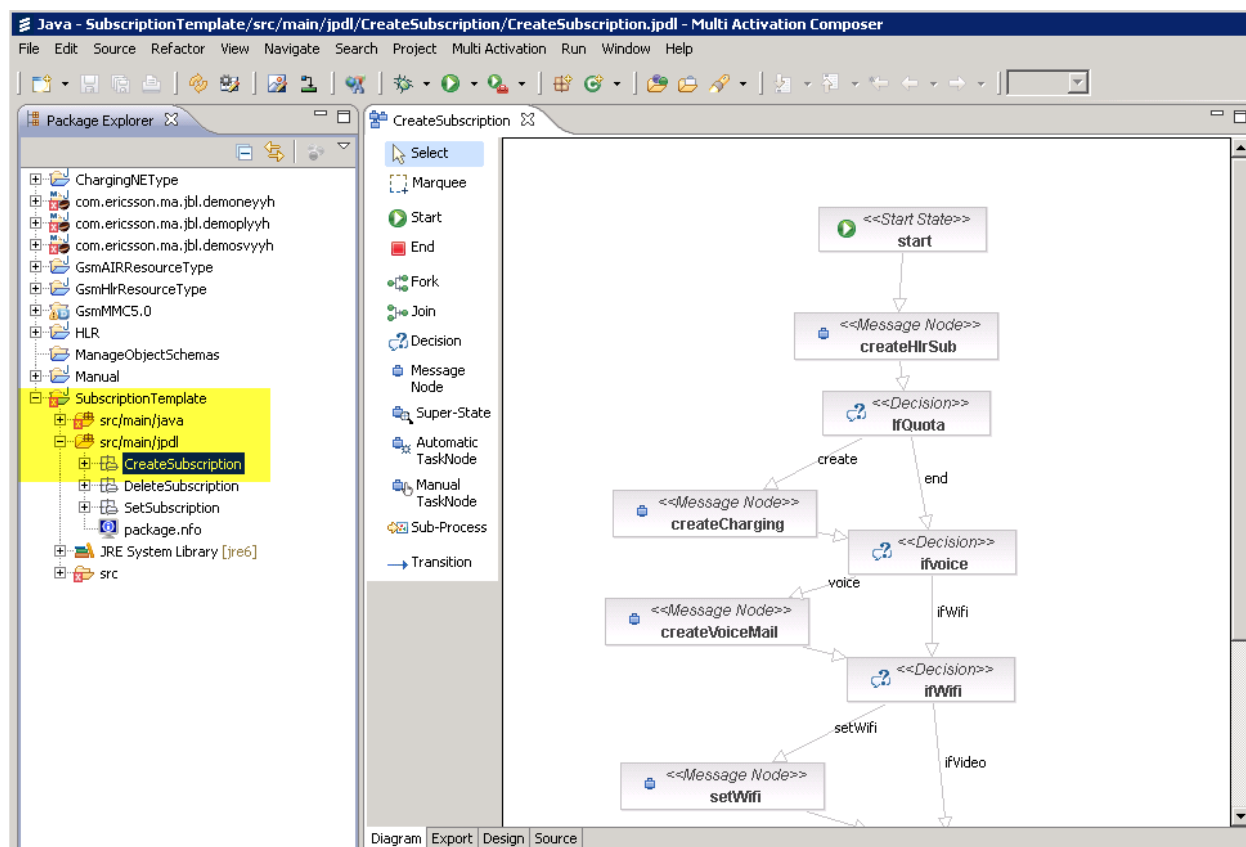 Java - SubscriptionTemplate/src/main/jpdl/CreateSubscription/CreateSubscription.jpdl - Multi Activation Composer
File Edit Source Refactor View Navigate Search Project Multi Activation Run Window Help
Package Explorer
ChargingNEType
com.ericsson.ma.jbl.demoneyyh
com.ericsson.ma.jbl.demoplyyh
com.ericsson.ma.jbl.demosvyyh
GsmAIRResourceType
GsmHlrResourceType
GsmMMC5.0
HLR
ManageObjectSchemas
Manual
SubscriptionTemplate
src/main/java
src/main/jpdl
CreateSubscription
DeleteSubscription
SetSubscription
package.nfo
JRE System Library [jre6]
src
CreateSubscription
Select
Marquee
Start
End
Fork
Join
Decision
Message
Node
Super-State
Automatic
TaskNode
Manual
TaskNode
Sub-Process
Transition
<<Start State>>
start
<<Message Node>>
createHlrSub
<<Decision>>
IfQuota
create
end
<<Message Node>>
createCharging
<<Decision>>
ifvoice
voice
ifWifi
<<Message Node>>
createVoiceMail
<<Decision>>
ifWifi
setWifi
ifVideo
<<Message Node>>
setWifi
Diagram Export Design Source